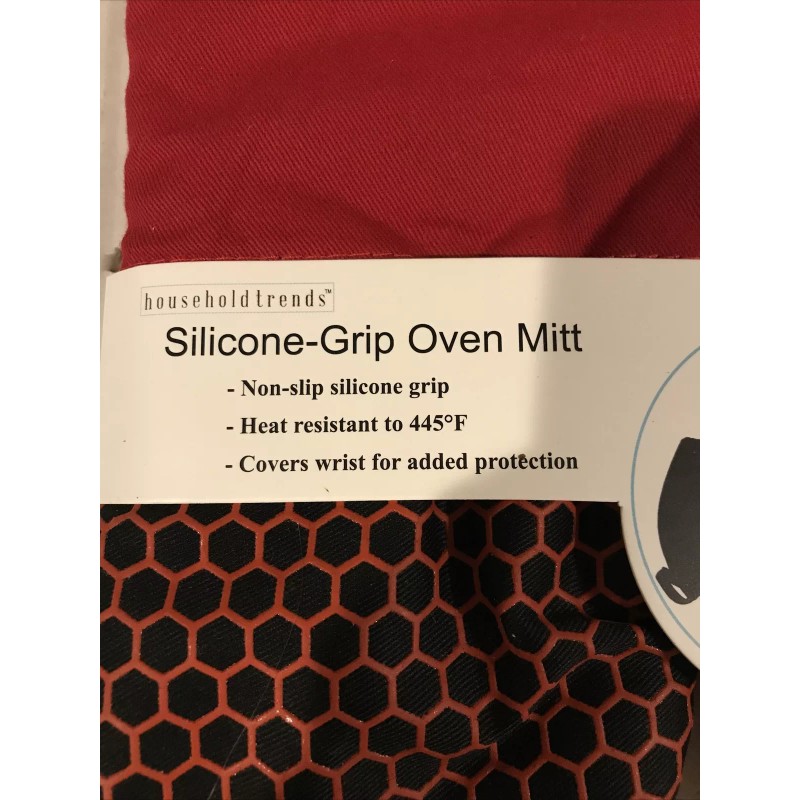 householdtrends™
Silicone-Grip Oven Mitt
- Non-slip silicone grip
- Heat resistant to 445°F
- Covers wrist for added protection